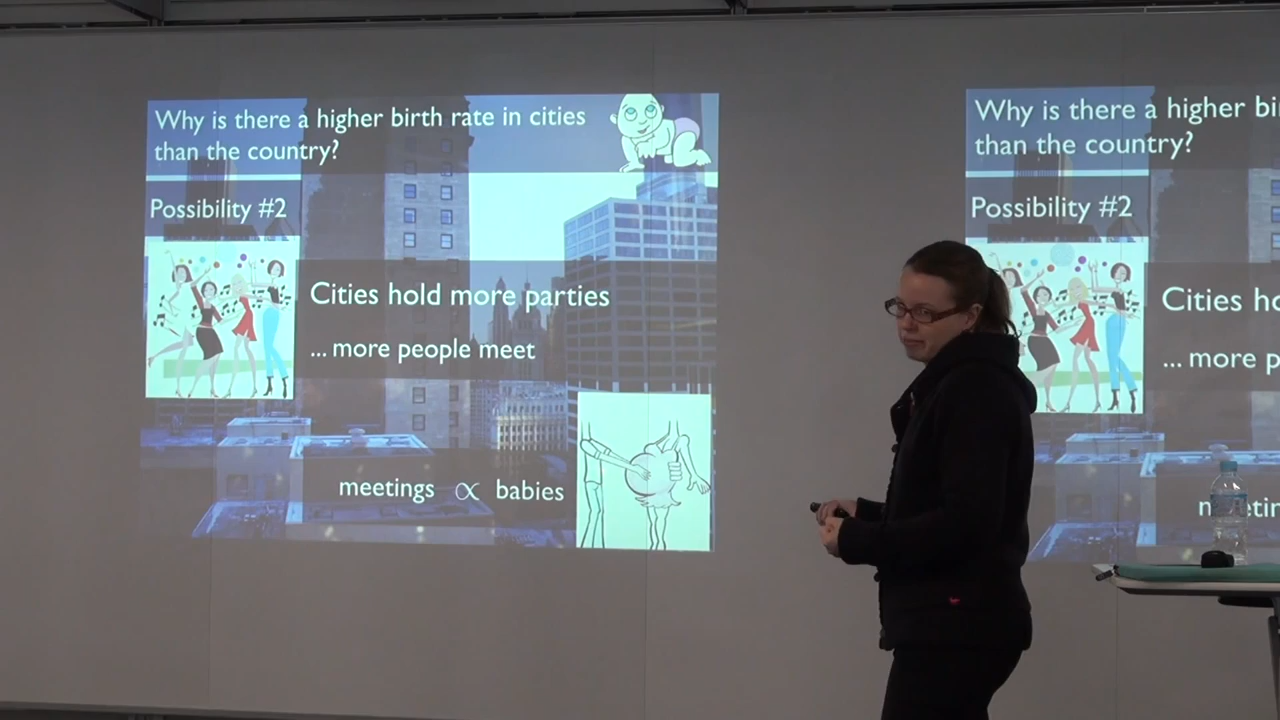 Why is there a higher birth rate in cities
than the country?
Possibility #2
Cities hold more parties
... more people meet
meetings ∝ babies
Why is there a higher bi
than the country?
Possibility #2
Cities ho
... more p